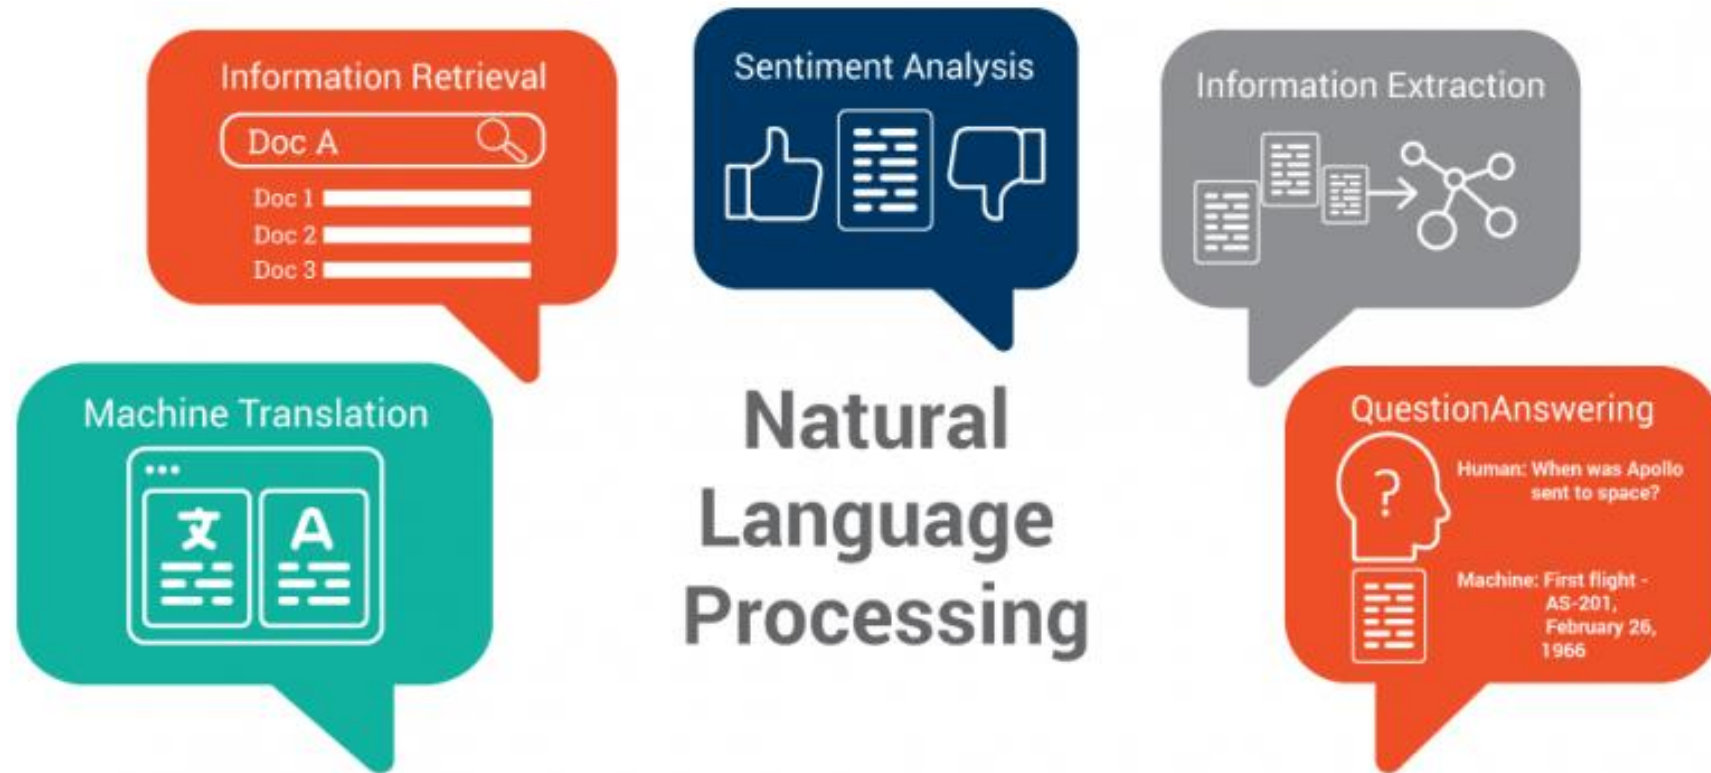 Information Retrieval
Doc A
Doc 1
Doc 2
Doc 3
Sentiment Analysis
Information Extraction
Machine Translation
文 A
Natural
Language
Processing
QuestionAnswering
?
Human: When was Apollo
sent to space?
Machine: First flight -
AS-201,
February 26,
1966